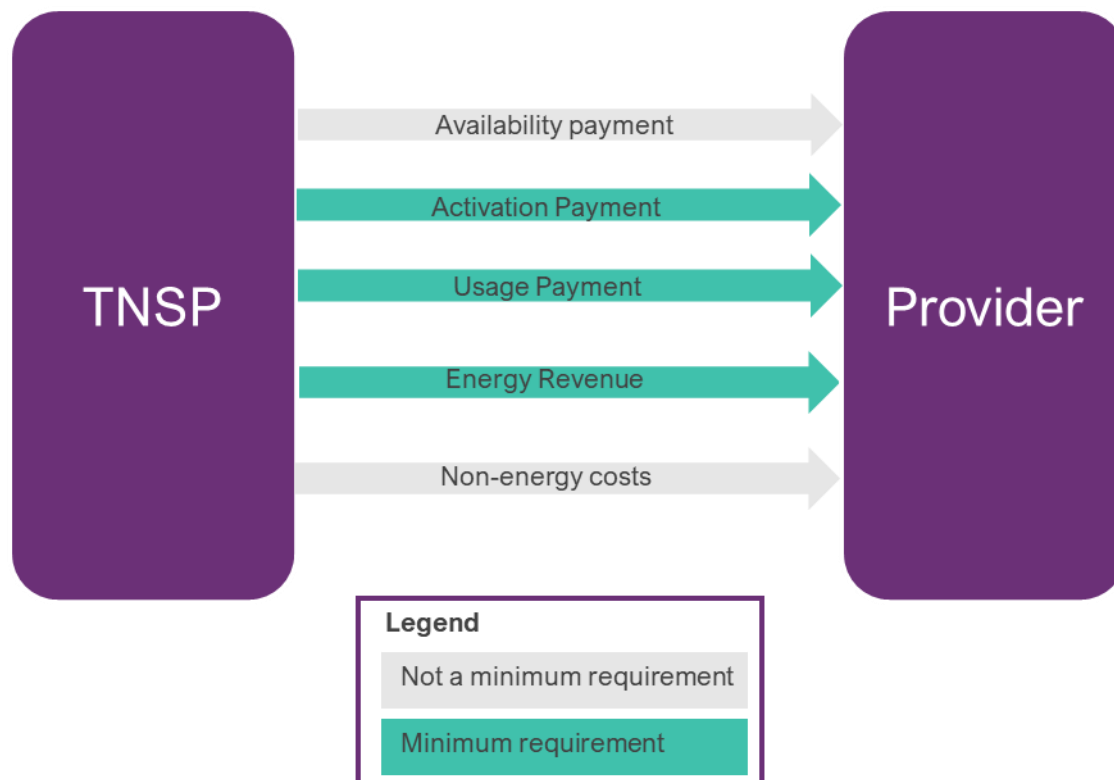 TNSP
Availability payment
Activation Payment
Usage Payment
Energy Revenue
Non-energy costs
Provider
Legend
Not a minimum requirement
Minimum requirement